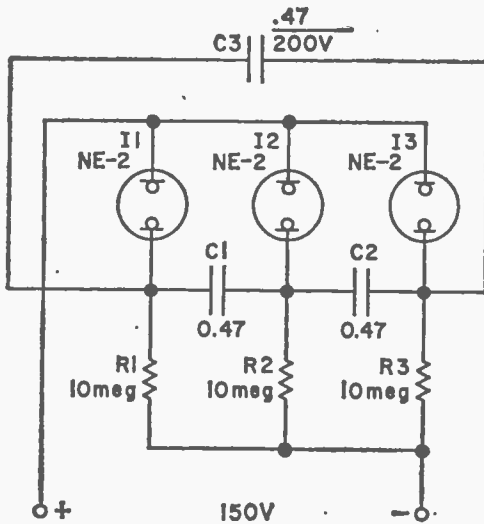 .47
C3
200V
I1
NE-2
I2
NE-2
I3
NE-2
C1
0.47
C2
0.47
R1
10meg
R2
10meg
R3
10meg
+
150V
-